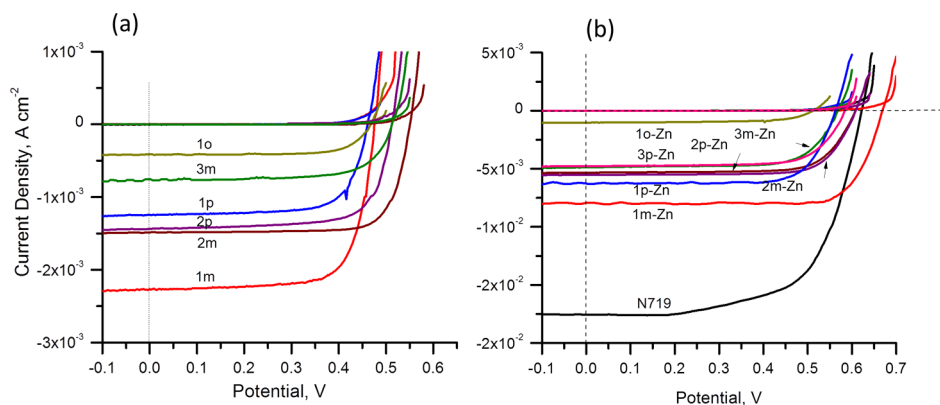 (a)
Current Density, A cm⁻²
1x10⁻³
0
-1x10⁻³
-2x10⁻³
-3x10⁻³
1o
3m
1p
2p
2m
1m
-0.1 0.0 0.1 0.2 0.3 0.4 0.5 0.6
Potential, V
(b)
5x10⁻³
0
-5x10⁻³
-1x10⁻²
-2x10⁻²
-2x10⁻²
1o-Zn
3m-Zn
2p-Zn
3p-Zn
1p-Zn
2m-Zn
1m-Zn
N719
-0.1 0.0 0.1 0.2 0.3 0.4 0.5 0.6 0.7
Potential, V